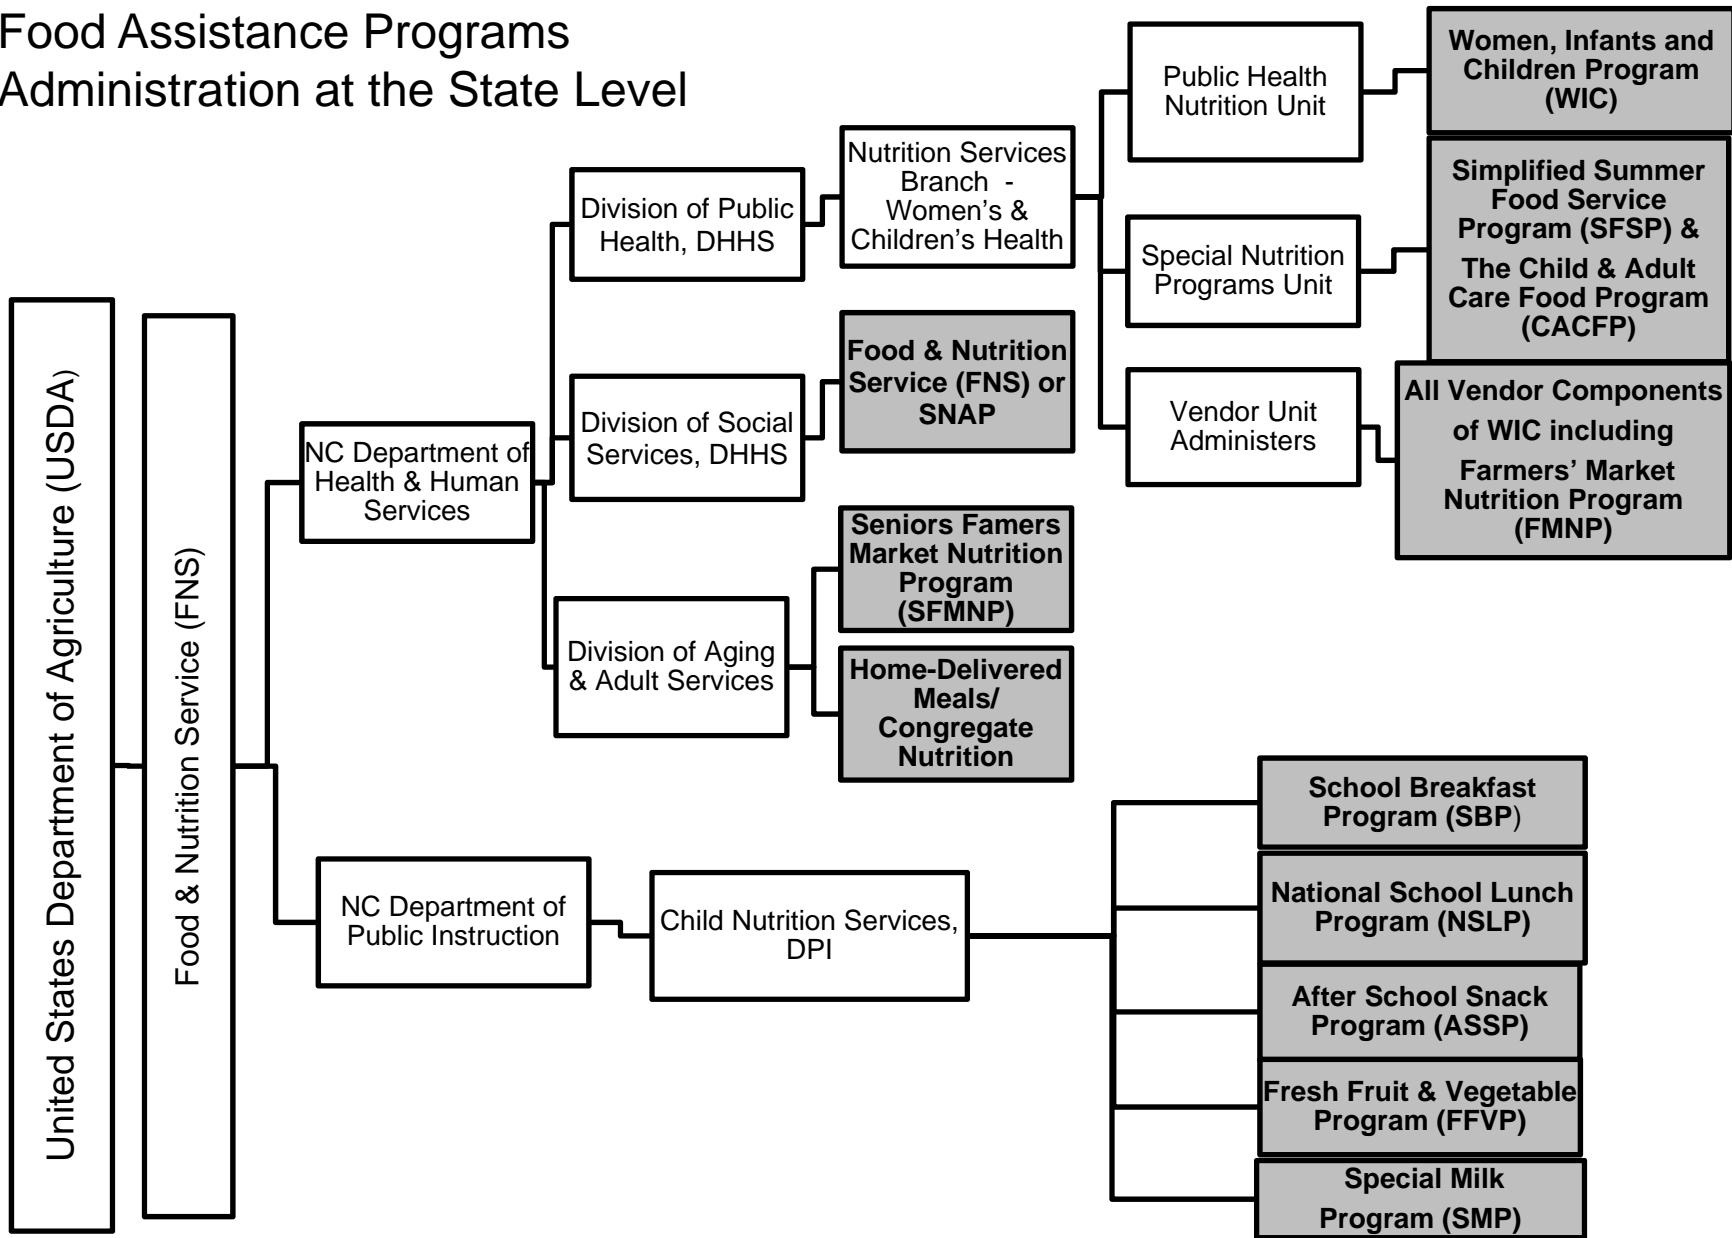 Food Assistance Programs
Administration at the State Level
United States Department of Agriculture (USDA)
Food & Nutrition Service (FNS)
NC Department of
Health & Human
Services
Division of Public
Health, DHHS
Nutrition Services
Branch -
Women's &
Children's Health
Public Health
Nutrition Unit
Women, Infants and
Children Program
(WIC)
Special Nutrition
Programs Unit
Simplified Summer
Food Service
Program (SFSP) &
The Child & Adult
Care Food Program
(CACFP)
Vendor Unit
Administers
All Vendor Components
of WIC including
Farmers' Market
Nutrition Program
(FMNP)
Division of Social
Services, DHHS
Food & Nutrition
Service (FNS) or
SNAP
Division of Aging
& Adult Services
Seniors Famers
Market Nutrition
Program
(SFMNP)
Home-Delivered
Meals/
Congregate
Nutrition
NC Department of
Public Instruction
Child Nutrition Services,
DPI
School Breakfast
Program (SBP)
National School Lunch
Program (NSLP)
After School Snack
Program (ASSP)
Fresh Fruit & Vegetable
Program (FFVP)
Special Milk
Program (SMP)